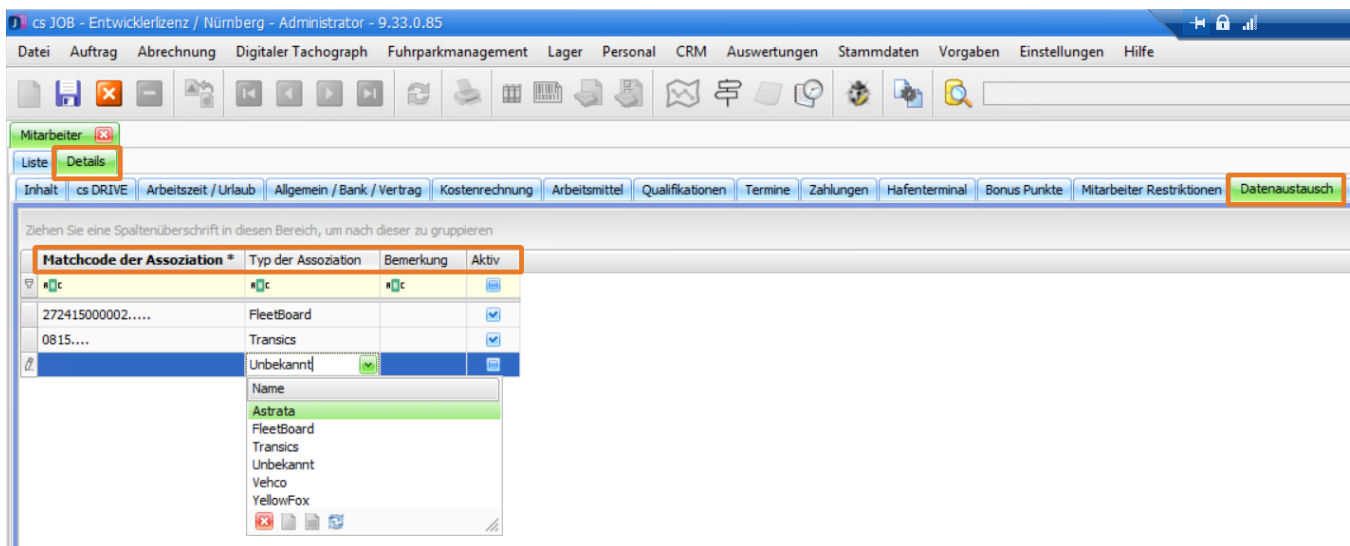 cs JOB - Entwicklerlizenz / Nürnberg - Administrator - 9.33.0.85
Datei Auftrag Abrechnung Digitaler Tachograph Fuhrparkmanagement Lager Personal CRM Auswertungen Stammdaten Vorgaben Einstellungen Hilfe
Mitarbeiter
Liste Details
Inhalt cs DRIVE Arbeitszeit / Urlaub Allgemein / Bank / Vertrag Kostenrechnung Arbeitsmittel Qualifikationen Termine Zahlungen Hafenterminal Bonus Punkte Mitarbeiter Restriktionen Datenaustausch
Ziehen Sie eine Spaltenüberschrift in diesen Bereich, um nach dieser zu gruppieren
Matchcode der Assoziation * Typ der Assoziation Bemerkung Aktiv
272415000002..... FleetBoard
0815.... Transics
Unbekannt
Name
Astrata
FleetBoard
Transics
Unbekannt
Vehco
YellowFox